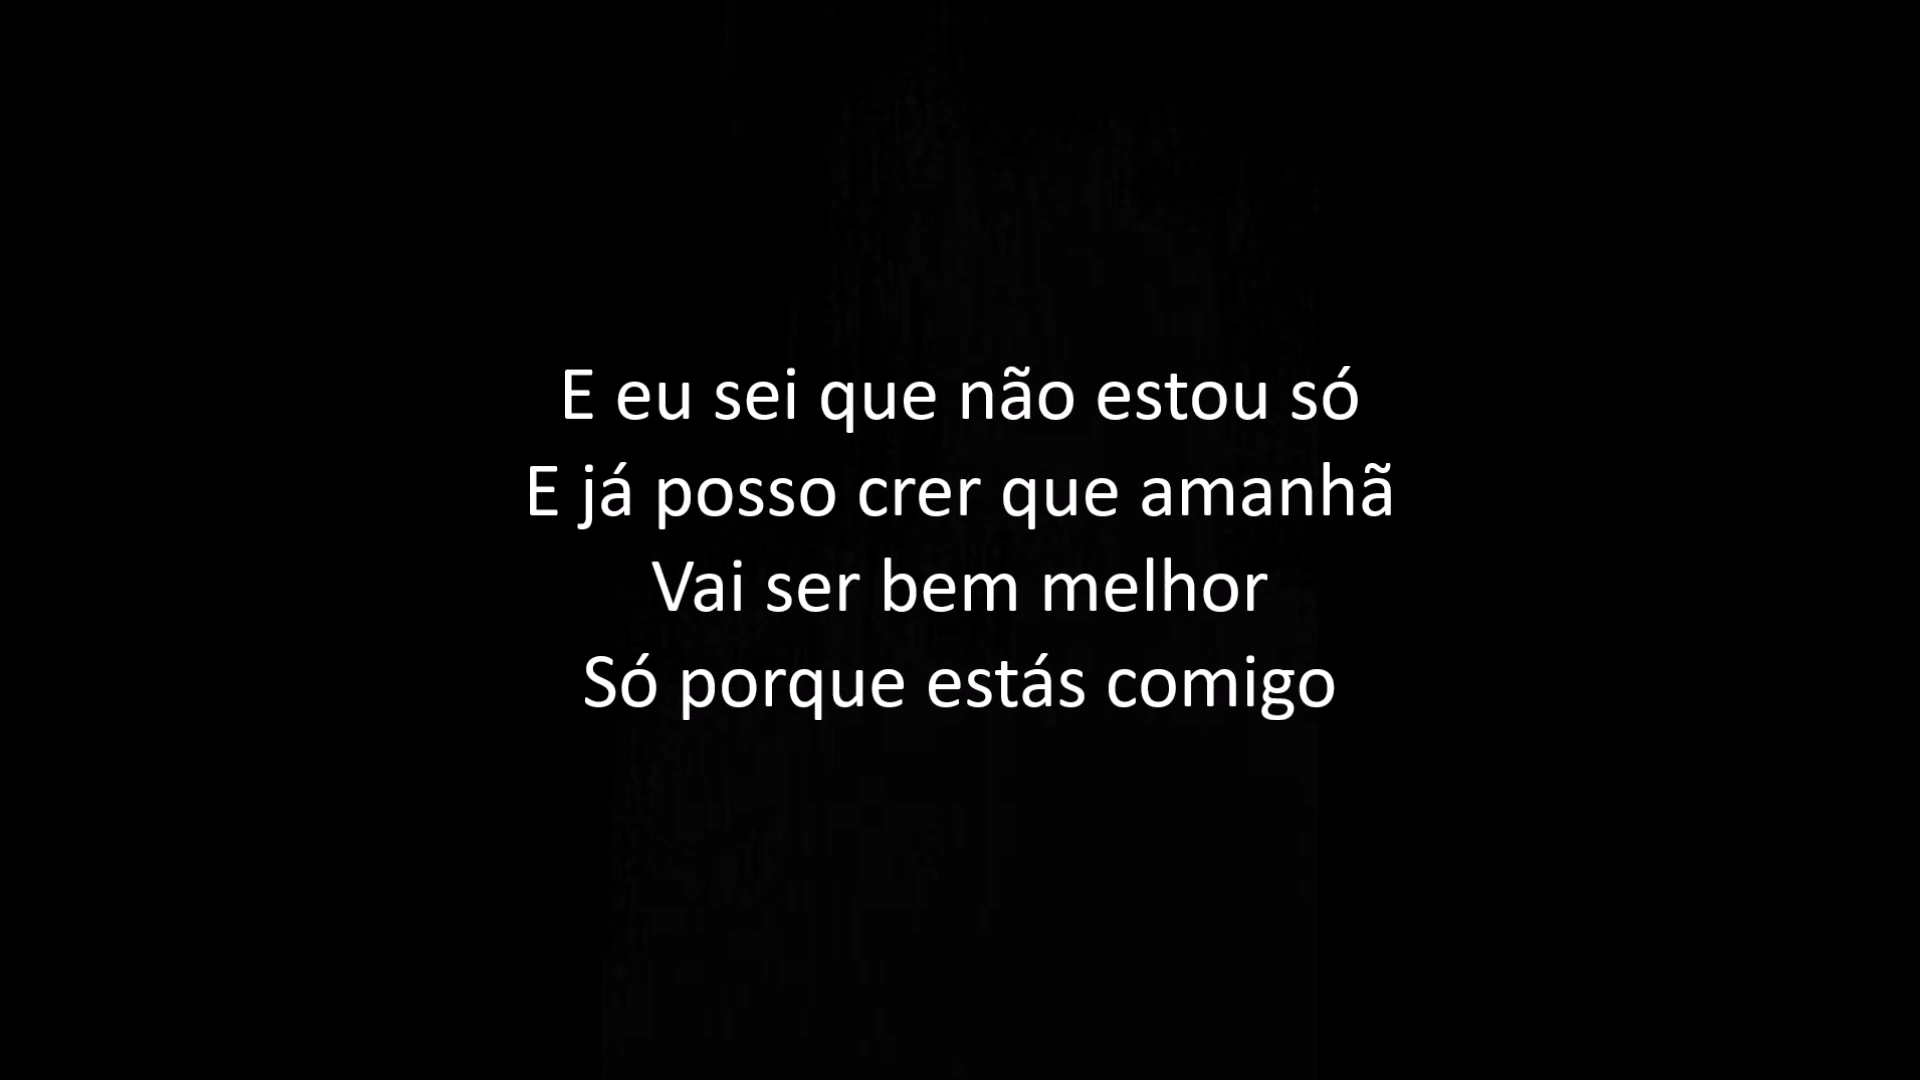 E eu sei que não estou só
E já posso crer que amanhã
Vai ser bem melhor
Só porque estás comigo